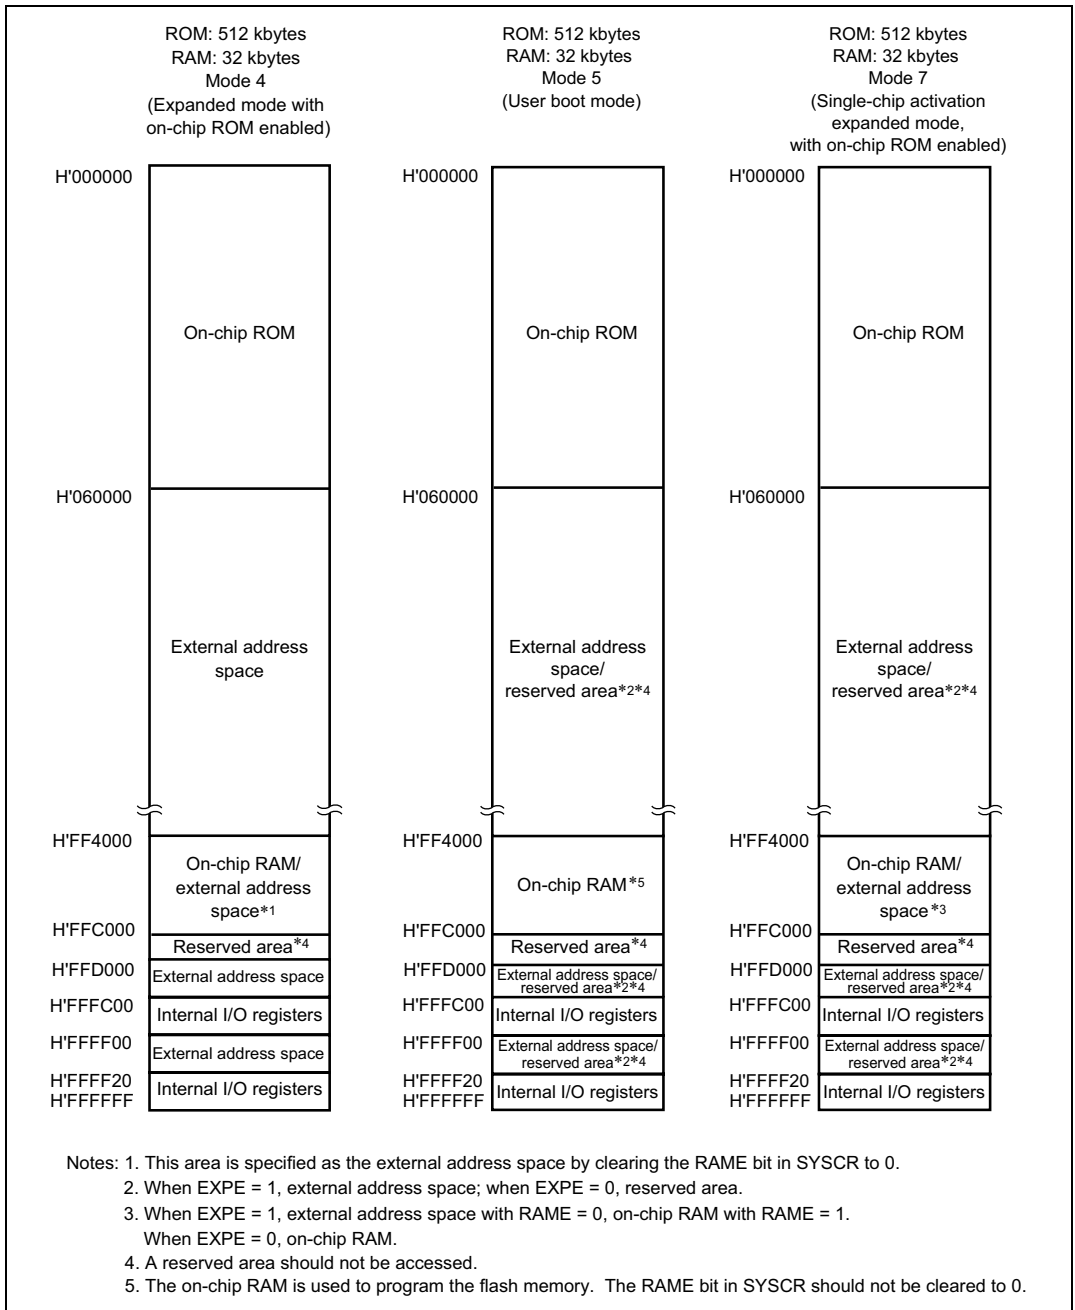 ROM: 512 kbytes
RAM: 32 kbytes
Mode 4
(Expanded mode with
on-chip ROM enabled)
H'000000
On-chip ROM
H'060000
External address
space
H'FF4000
On-chip RAM/
external address
space*1
H'FFC000
Reserved area*4
H'FFD000
External address space
H'FFFC00
Internal I/O registers
H'FFFF00
External address space
H'FFFF20
Internal I/O registers
H'FFFFFF
ROM: 512 kbytes
RAM: 32 kbytes
Mode 5
(User boot mode)
H'000000
On-chip ROM
H'060000
External address
space/
reserved area*2*4
H'FF4000
On-chip RAM*5
H'FFC000
Reserved area*4
H'FFD000
External address space/
reserved area*2*4
H'FFFC00
Internal I/O registers
H'FFFF00
External address space/
reserved area*2*4
H'FFFF20
Internal I/O registers
H'FFFFFF
ROM: 512 kbytes
RAM: 32 kbytes
Mode 7
(Single-chip activation
expanded mode,
with on-chip ROM enabled)
H'000000
On-chip ROM
H'060000
External address
space/
reserved area*2*4
H'FF4000
On-chip RAM/
external address
space*3
H'FFC000
Reserved area*4
H'FFD000
External address space/
reserved area*2*4
H'FFFC00
Internal I/O registers
H'FFFF00
External address space/
reserved area*2*4
H'FFFF20
Internal I/O registers
H'FFFFFF
Notes: 1. This area is specified as the external address space by clearing the RAME bit in SYSCR to 0.
2. When EXPE = 1, external address space; when EXPE = 0, reserved area.
3. When EXPE = 1, external address space with RAME = 0, on-chip RAM with RAME = 1.
When EXPE = 0, on-chip RAM.
4. A reserved area should not be accessed.
5. The on-chip RAM is used to program the flash memory. The RAME bit in SYSCR should not be cleared to 0.